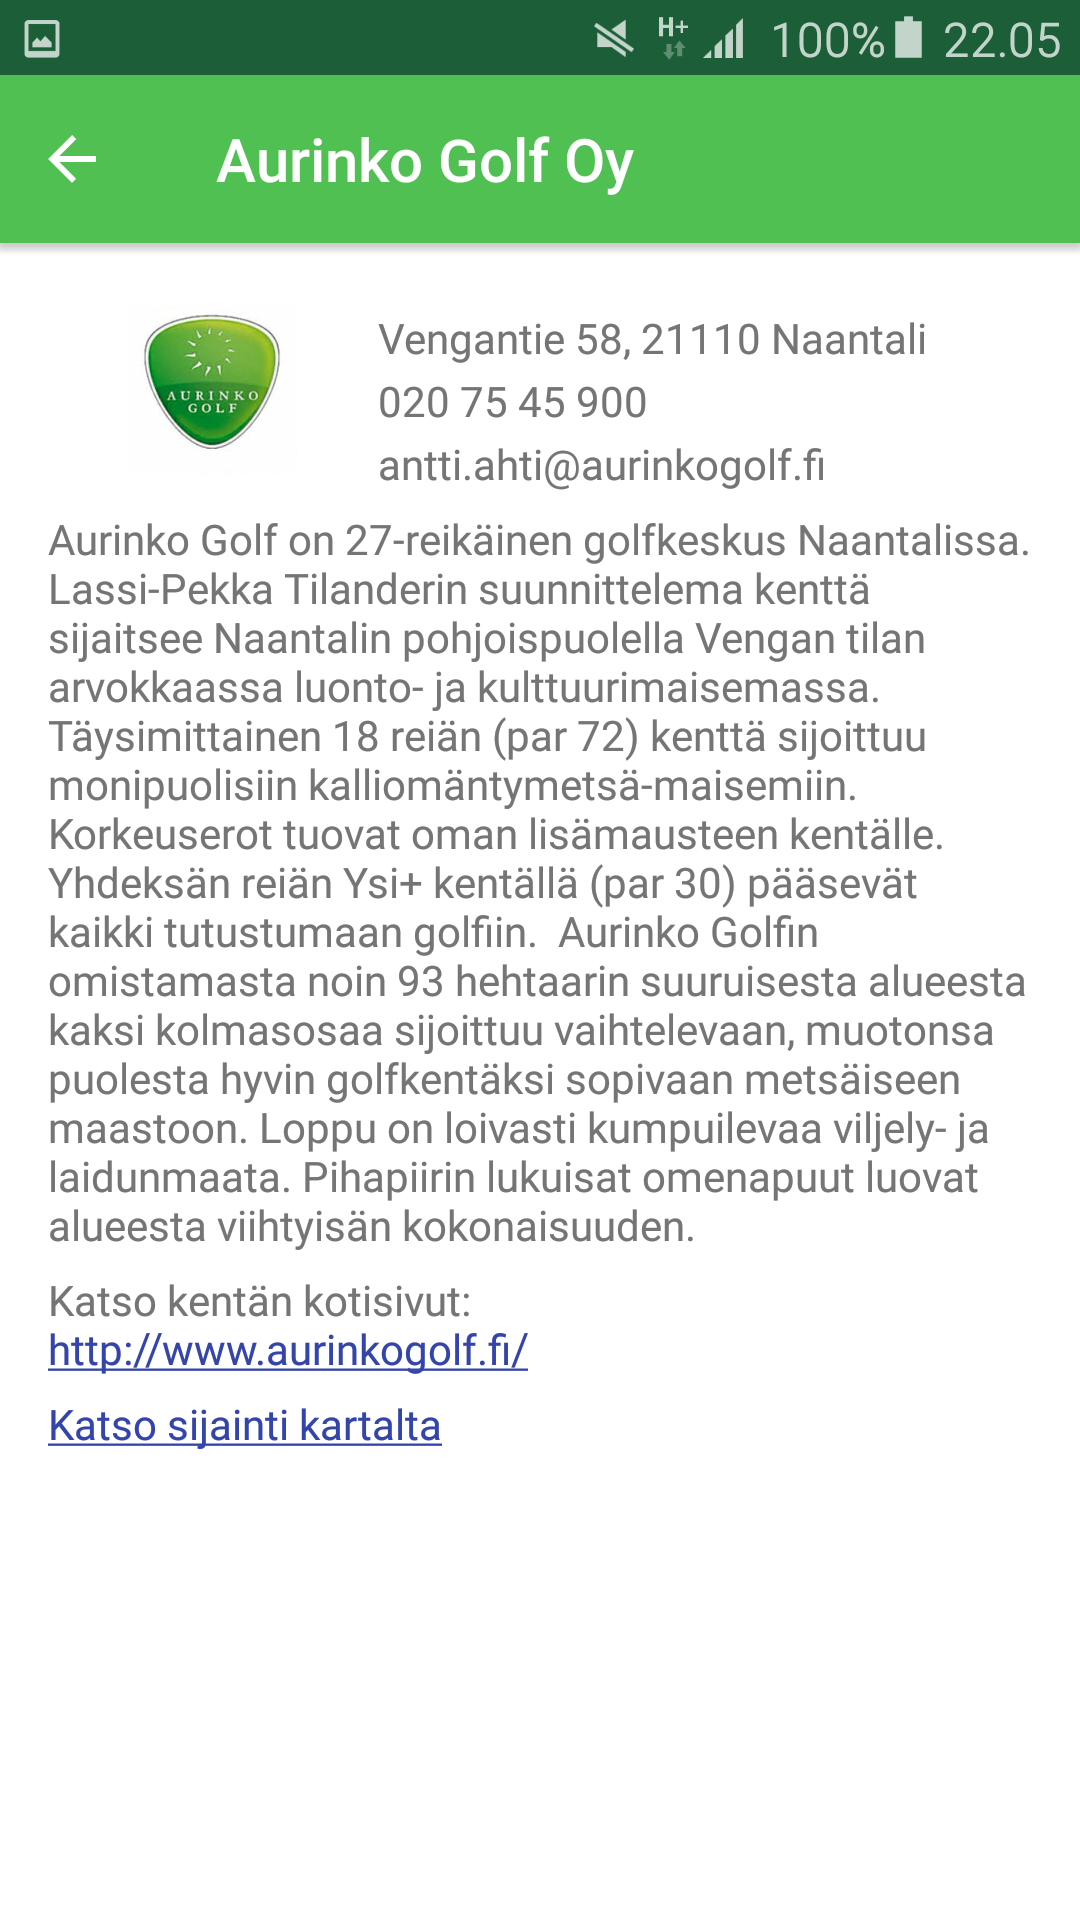 H+ 100% 22.05
Aurinko Golf Oy
AURINKO
GOLF
Vengantie 58, 21110 Naantali
020 75 45 900
antti.ahti@aurinkogolf.fi
Aurinko Golf on 27-reikäinen golfkeskus Naantalissa.
Lassi-Pekka Tilanderin suunnittelema kenttä
sijaitsee Naantalin pohjoispuolella Vengan tilan
arvokkaassa luonto- ja kulttuurimaisemassa.
Täysimittainen 18 reiän (par 72) kenttä sijoittuu
monipuolisiin kalliomäntymetsä-maisemiin.
Korkeuserot tuovat oman lisämausteen kentälle.
Yhdeksän reiän Ysi+ kentällä (par 30) pääsevät
kaikki tutustumaan golfiin.  Aurinko Golfin
omistamasta noin 93 hehtaarin suuruisesta alueesta
kaksi kolmasosaa sijoittuu vaihtelevaan, muotonsa
puolesta hyvin golfkentäksi sopivaan metsäiseen
maastoon. Loppu on loivasti kumpuilevaa viljely- ja
laidunmaata. Pihapiirin lukuisat omenapuut luovat
alueesta viihtyisän kokonaisuuden.
Katso kentän kotisivut:
http://www.aurinkogolf.fi/
Katso sijainti kartalta